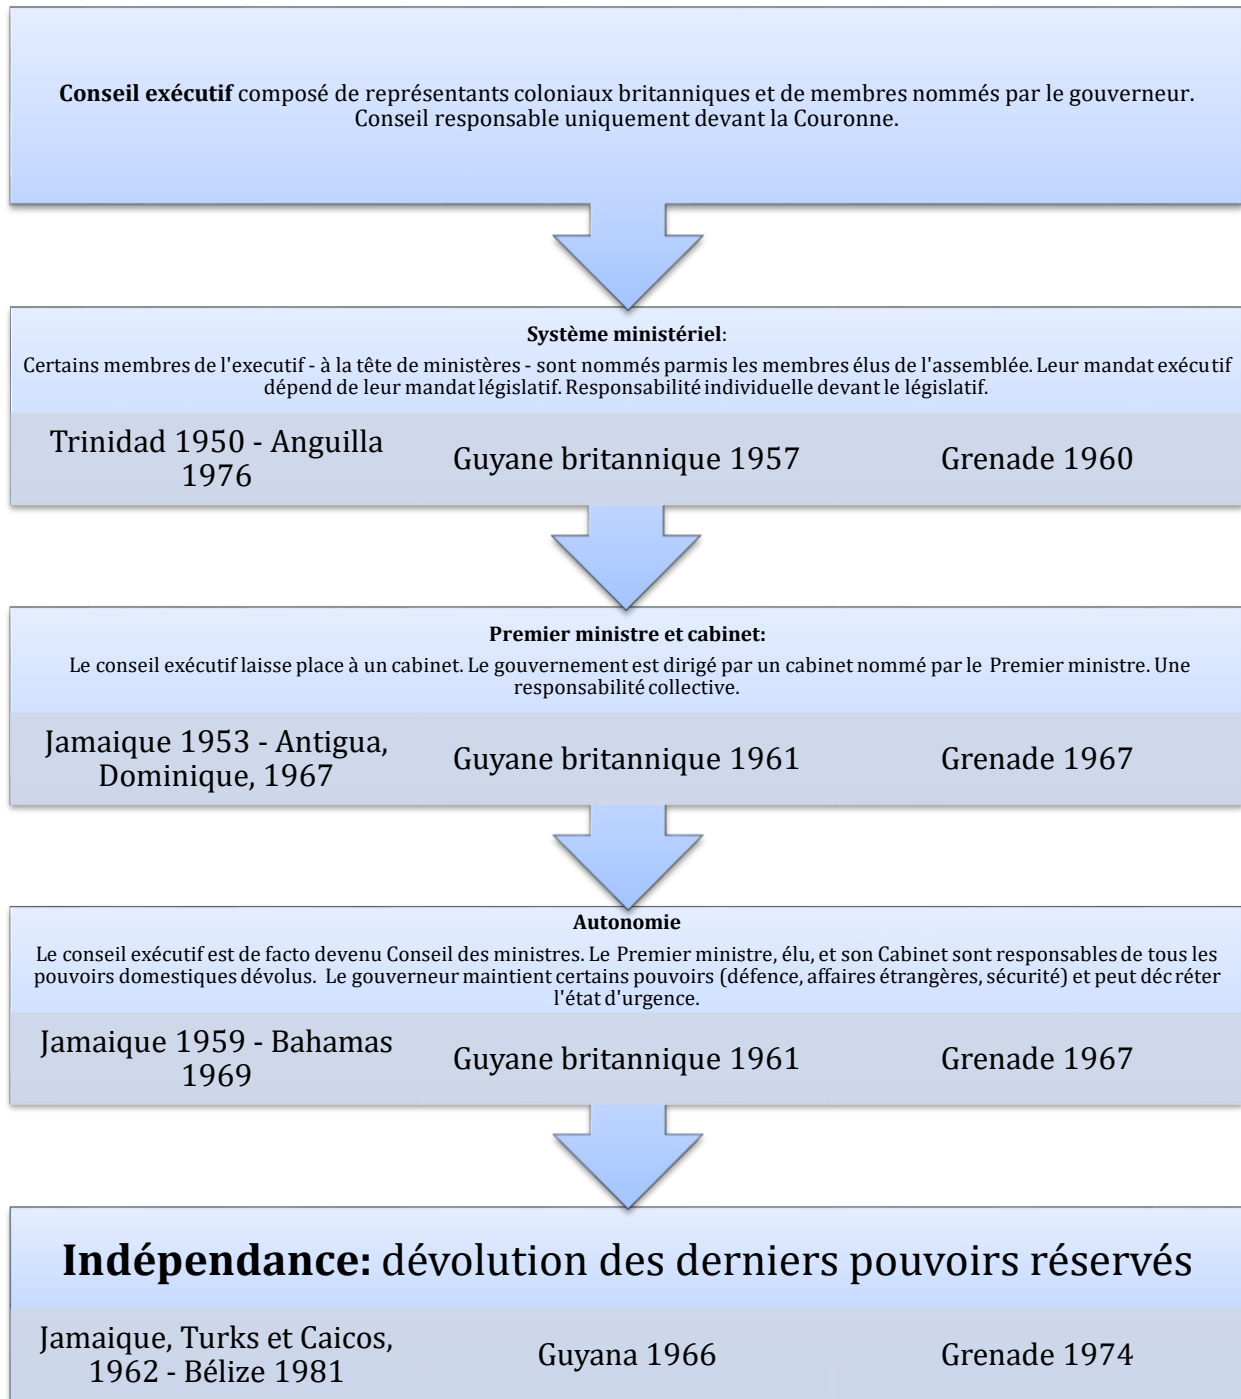 Conseil exécutif composé de représentants coloniaux britanniques et de membres nommés par le gouverneur.
Conseil responsable uniquement devant la Couronne.
Système ministériel:
Certains membres de l'executif - à la tête de ministères - sont nommés parmis les membres élus de l'assemblée. Leur mandat exécutif
dépend de leur mandat législatif. Responsabilité individuelle devant le législatif.
Trinidad 1950 - Anguilla
1976
Guyane britannique 1957
Grenade 1960
Premier ministre et cabinet:
Le conseil exécutif laisse place à un cabinet. Le gouvernement est dirigé par un cabinet nommé par le Premier ministre. Une
responsabilité collective.
Jamaique 1953 - Antigua,
Dominique, 1967
Guyane britannique 1961
Grenade 1967
Autonomie
Le conseil exécutif est de facto devenu Conseil des ministres. Le Premier ministre, élu, et son Cabinet sont responsables de tous les
pouvoirs domestiques dévolus. Le gouverneur maintient certains pouvoirs (défence, affaires étrangères, sécurité) et peut déc réter
l'état d'urgence.
Jamaique 1959 - Bahamas
1969
Guyane britannique 1961
Grenade 1967
Indépendance: dévolution des derniers pouvoirs réservés
Jamaique, Turks et Caicos,
1962 - Bélize 1981
Guyana 1966
Grenade 1974